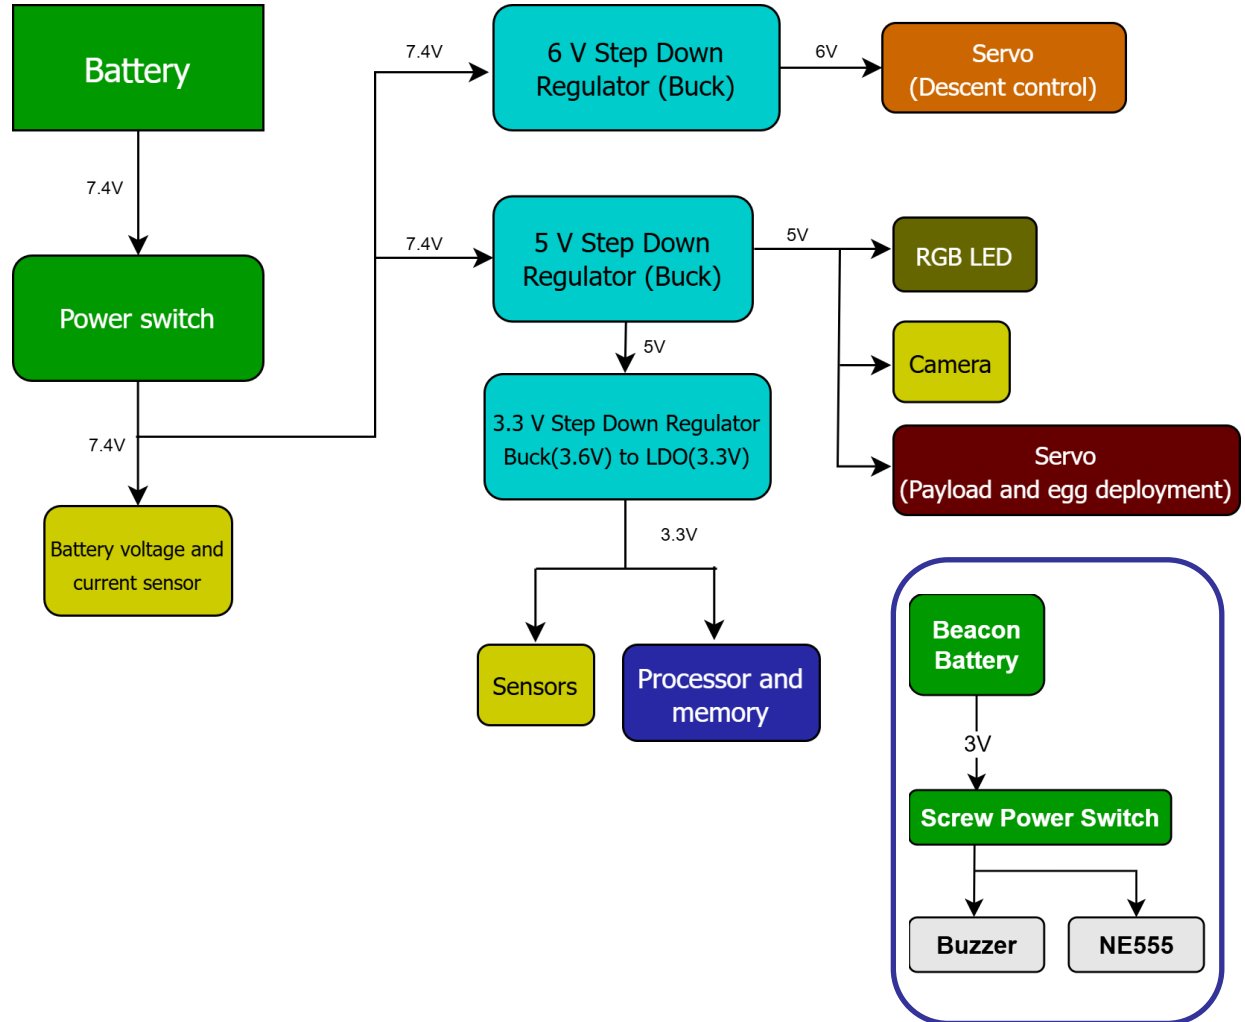 Battery
7.4V
Power switch
7.4V
Battery voltage and
current sensor
7.4V
6 V Step Down
Regulator (Buck)
6V
Servo
(Descent control)
7.4V
5 V Step Down
Regulator (Buck)
5V
RGB LED
Camera
Servo
(Payload and egg deployment)
5V
3.3 V Step Down Regulator
Buck(3.6V) to LDO(3.3V)
3.3V
Sensors
Processor and
memory
Beacon
Battery
3V
Screw Power Switch
Buzzer
NE555